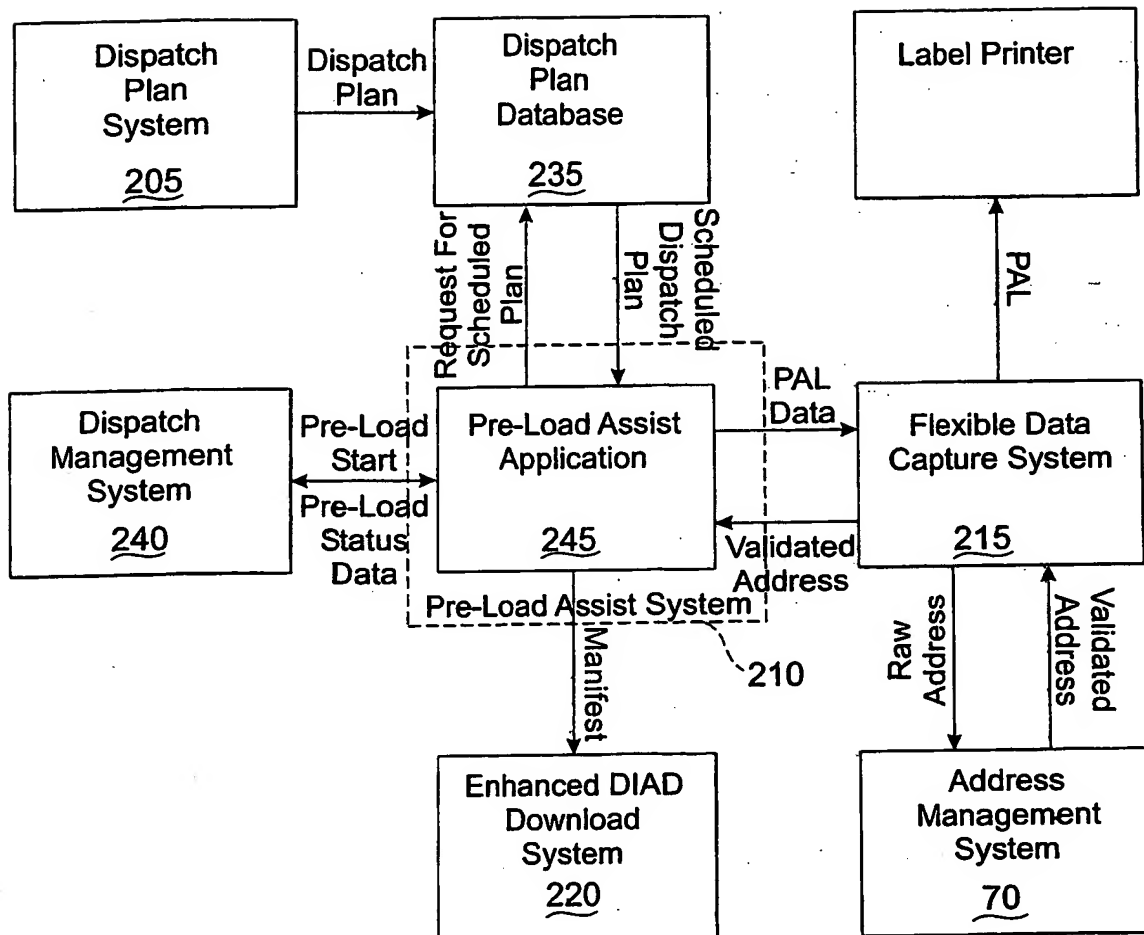 Dispatch
Plan
System
205
Dispatch
Plan
Dispatch
Plan
Database
235
Label Printer
Request For
Scheduled
Plan
Scheduled
Dispatch
Plan
PAL
Dispatch
Management
System
240
Pre-Load
Start
Pre-Load
Status
Data
Pre-Load Assist
Application
245
Pre-Load Assist System
210
PAL
Data
Validated
Address
Flexible Data
Capture System
215
Manifest
Raw
Address
Validated
Address
Enhanced DIAD
Download
System
220
Address
Management
System
70